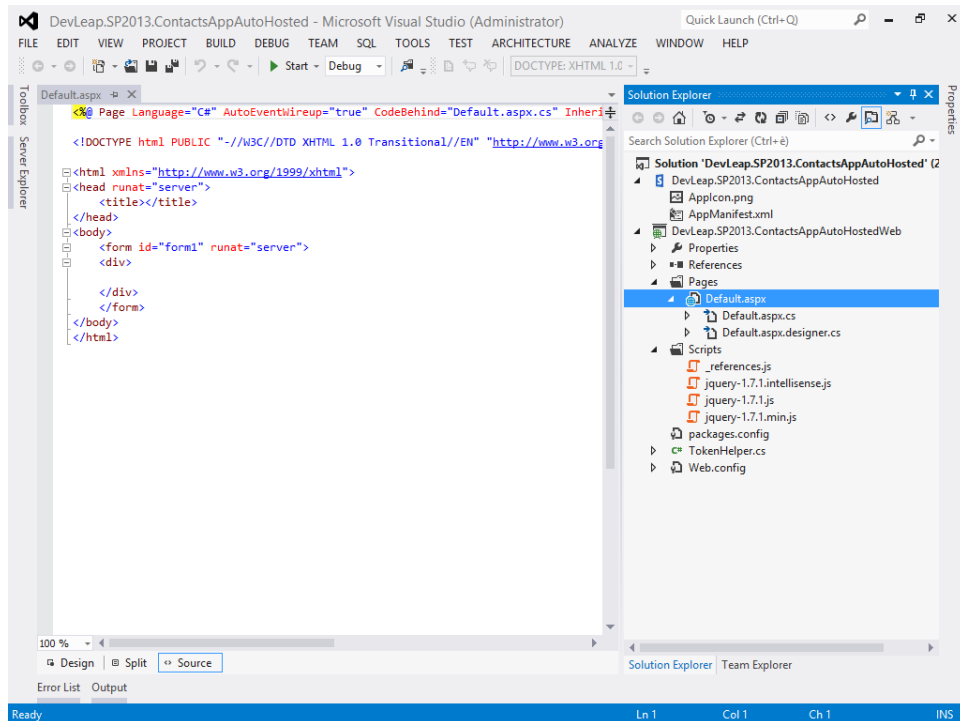 DevLeap.SP2013.ContactsAppAutoHosted - Microsoft Visual Studio (Administrator)
Quick Launch (Ctrl+Q)
FILE EDIT VIEW PROJECT BUILD DEBUG TEAM SQL TOOLS TEST ARCHITECTURE ANALYZE WINDOW HELP
Start Debug DOCTYPE: XHTML 1.0
Toolbox
Server Explorer
Default.aspx
<%@ Page Language="C#" AutoEventWireup="true" CodeBehind="Default.aspx.cs" Inheri
<!DOCTYPE html PUBLIC "-//W3C//DTD XHTML 1.0 Transitional//EN" "http://www.w3.org
<html xmlns="http://www.w3.org/1999/xhtml">
<head runat="server">
<title></title>
</head>
<body>
<form id="form1" runat="server">
<div>
</div>
</form>
</body>
</html>
100 %
Design Split Source
Solution Explorer
Search Solution Explorer (Ctrl+è)
Solution 'DevLeap.SP2013.ContactsAppAutoHosted' (2
DevLeap.SP2013.ContactsAppAutoHosted
AppIcon.png
AppManifest.xml
DevLeap.SP2013.ContactsAppAutoHostedWeb
Properties
References
Pages
Default.aspx
Default.aspx.cs
Default.aspx.designer.cs
Scripts
_references.js
jquery-1.7.1.intellisense.js
jquery-1.7.1.js
jquery-1.7.1.min.js
packages.config
C# TokenHelper.cs
Web.config
Solution Explorer Team Explorer
Properties
Error List Output
Ready Ln 1 Col 1 Ch 1 INS